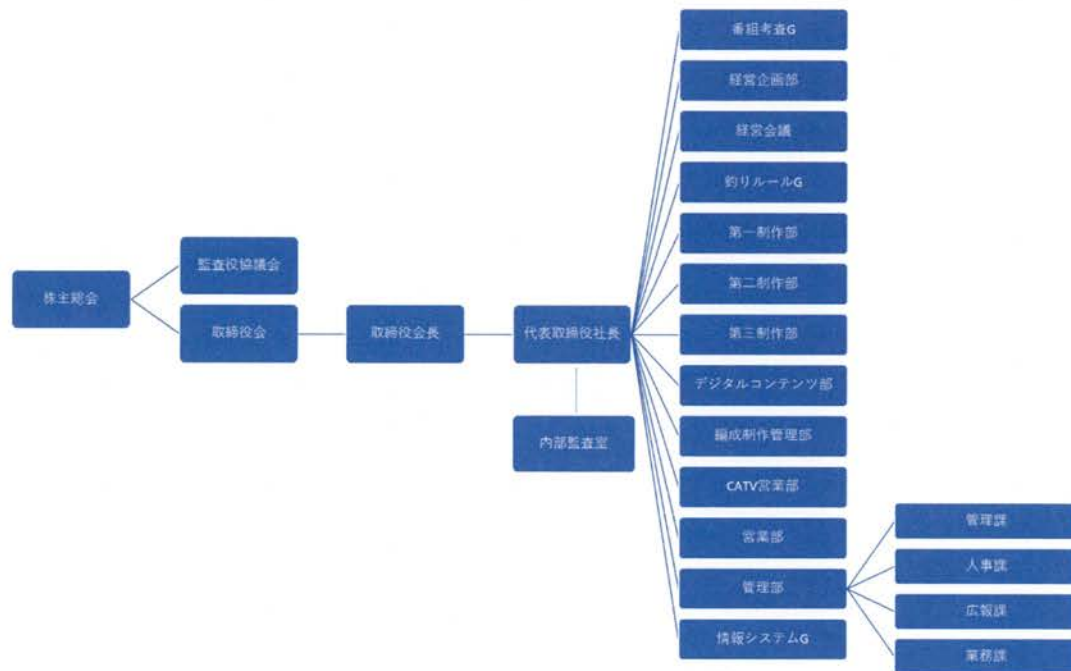 株主総会
監査役協議会
取締役会
取締役会長
代表取締役社長
内部監査室
番組考査G
経営企画部
経営会議
釣りルールG
第一制作部
第二制作部
第三制作部
デジタルコンテンツ部
編成制作管理部
CATV営業部
営業部
管理部
情報システムG
管理課
人事課
広報課
業務課